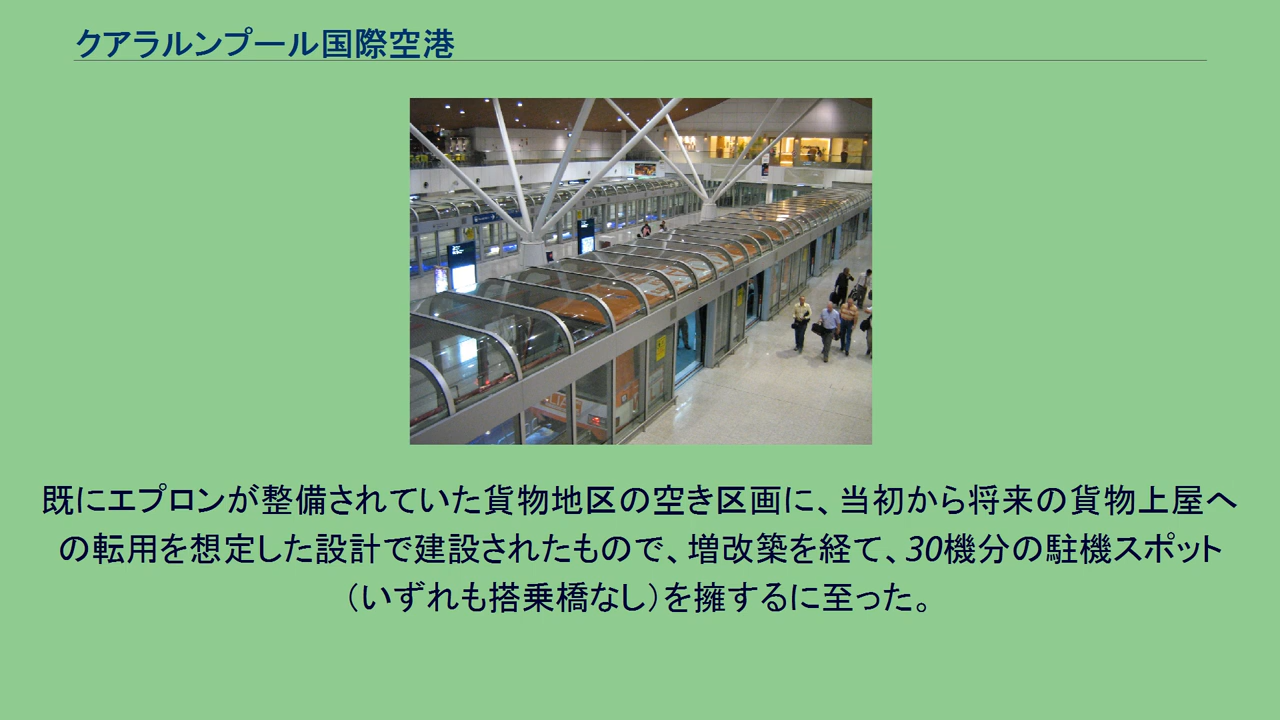 クアラルンプール国際空港
既にエプロンが整備されていた貨物地区の空き区画に、当初から将来の貨物上屋へ
の転用を想定した設計で建設されたもので、増改築を経て、30機分の駐機スポット
（いずれも搭乗橋なし）を擁するに至った。